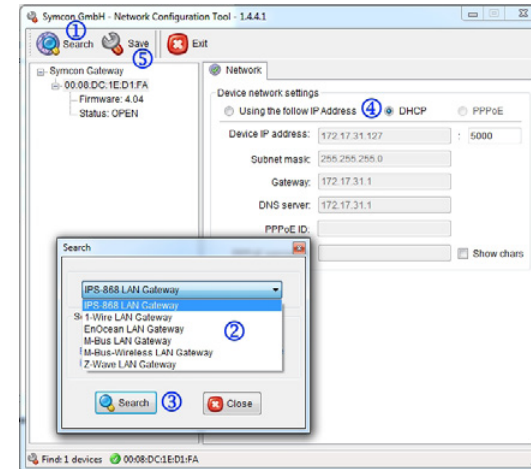 Symcon GmbH - Network Configuration Tool - 1.4.4.1
① Search Save ⑤ Exit
Symcon Gateway
00:08:DC:1E:D1:FA
Firmware: 4.04
Status: OPEN
Network
Device network settings
Using the follow IP Address ④ DHCP PPPoE
Device IP address: 172.17.31.127 : 5000
Subnet mask: 255.255.255.0
Gateway: 172.17.31.1
DNS server: 172.17.31.1
PPPoE ID:
Show chars
Search
IPS-868 LAN Gateway
IPS-868 LAN Gateway
1-Wire LAN Gateway
EnOcean LAN Gateway
M-Bus LAN Gateway
M-Bus-Wireless LAN Gateway
Z-Wave LAN Gateway
②
Search ③ Close
Find: 1 devices 00:08:DC:1E:D1:FA